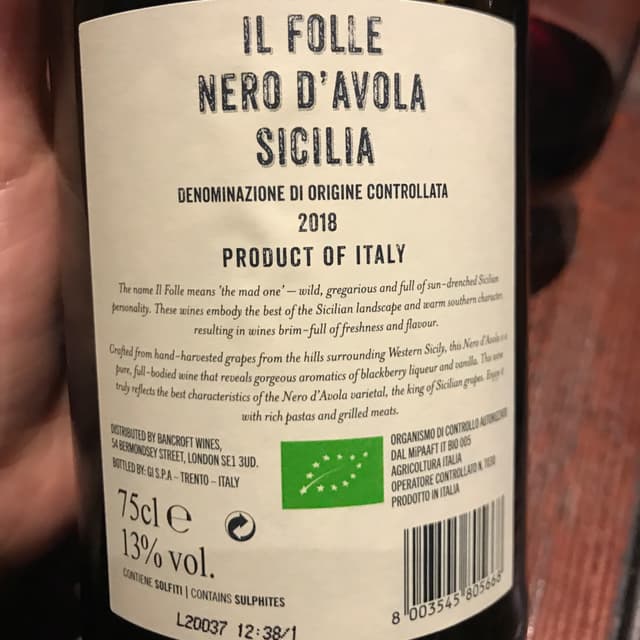 IL FOLLE
NERO D'AVOLA
SICILIA
DENOMINAZIONE DI ORIGINE CONTROLLATA
2018
PRODUCT OF ITALY
The name Il Folle means 'the mad one' – wild, gregarious and full of sun-drenched Sicilian
personality. These wines embody the best of the Sicilian landscape and warm southern character,
resulting in wines brim-full of freshness and flavour.
Crafted from hand-harvested grapes from the hills surrounding Western Sicily, this Nero d'Avola is a
pure, full-bodied wine that reveals gorgeous aromatics of blackberry liqueur and vanilla. This wine
truly reflects the best characteristics of the Nero d'Avola varietal, the king of Sicilian grapes. Enjoy it
with rich pastas and grilled meats.
DISTRIBUTED BY BANCROFT WINES,
54 BERMONDSEY STREET, LONDON SE1 3UD.
BOTTLED BY: GI S.P.A – TRENTO – ITALY
75cl e
13% vol.
CONTIENE SOLFITI | CONTAINS SULPHITES
L20037 12:38/1
ORGANISMO DI CONTROLLO AUTORIZZATO
DAL MiPAAFT IT BIO 005
AGRICOLTURA ITALIA
OPERATORE CONTROLLATO N.
PRODOTTO IN ITALIA
8 003545 805668